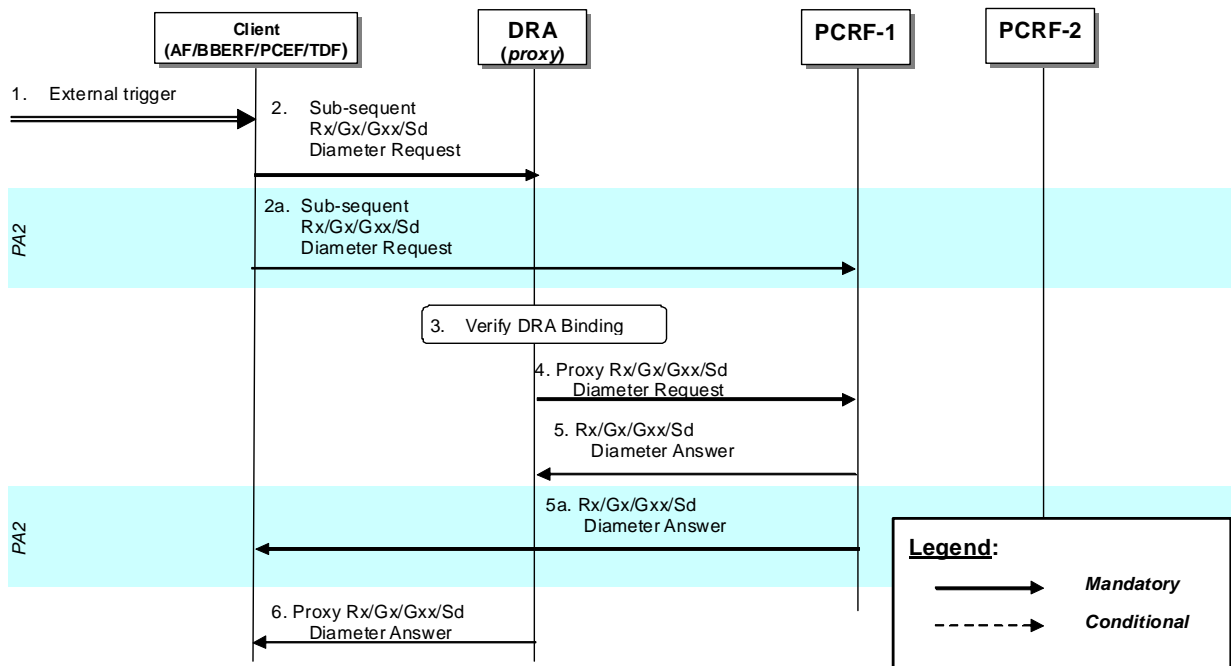 Client
(AF/BBERF/PCEF/TDF)
DRA
(proxy)
PCRF-1
PCRF-2
1. External trigger
2. Sub-sequent
Rx/Gx/Gxx/Sd
Diameter Request
PA2
2a. Sub-sequent
Rx/Gx/Gxx/Sd
Diameter Request
3. Verify DRA Binding
4. Proxy Rx/Gx/Gxx/Sd
Diameter Request
5. Rx/Gx/Gxx/Sd
Diameter Answer
PA2
5a. Rx/Gx/Gxx/Sd
Diameter Answer
6. Proxy Rx/Gx/Gxx/Sd
Diameter Answer
Legend:
Mandatory
Conditional